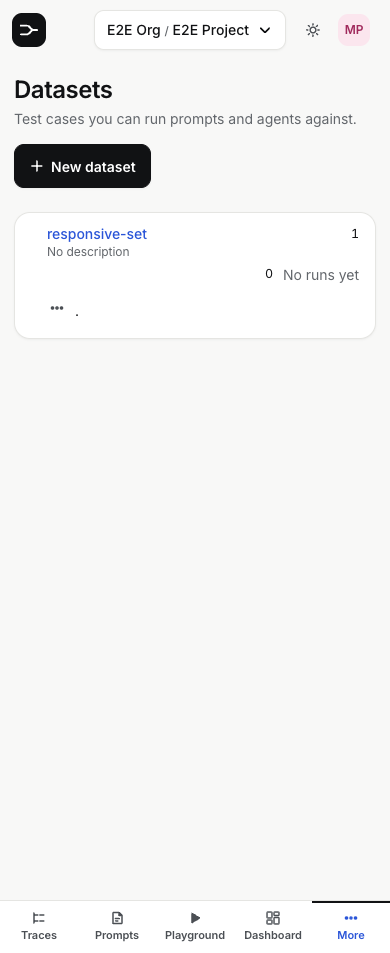 E2E Org / E2E Project
MP
Datasets
Test cases you can run prompts and agents against.
+ New dataset
responsive-set 1
No description
0 No runs yet
... .
Traces Prompts Playground Dashboard More